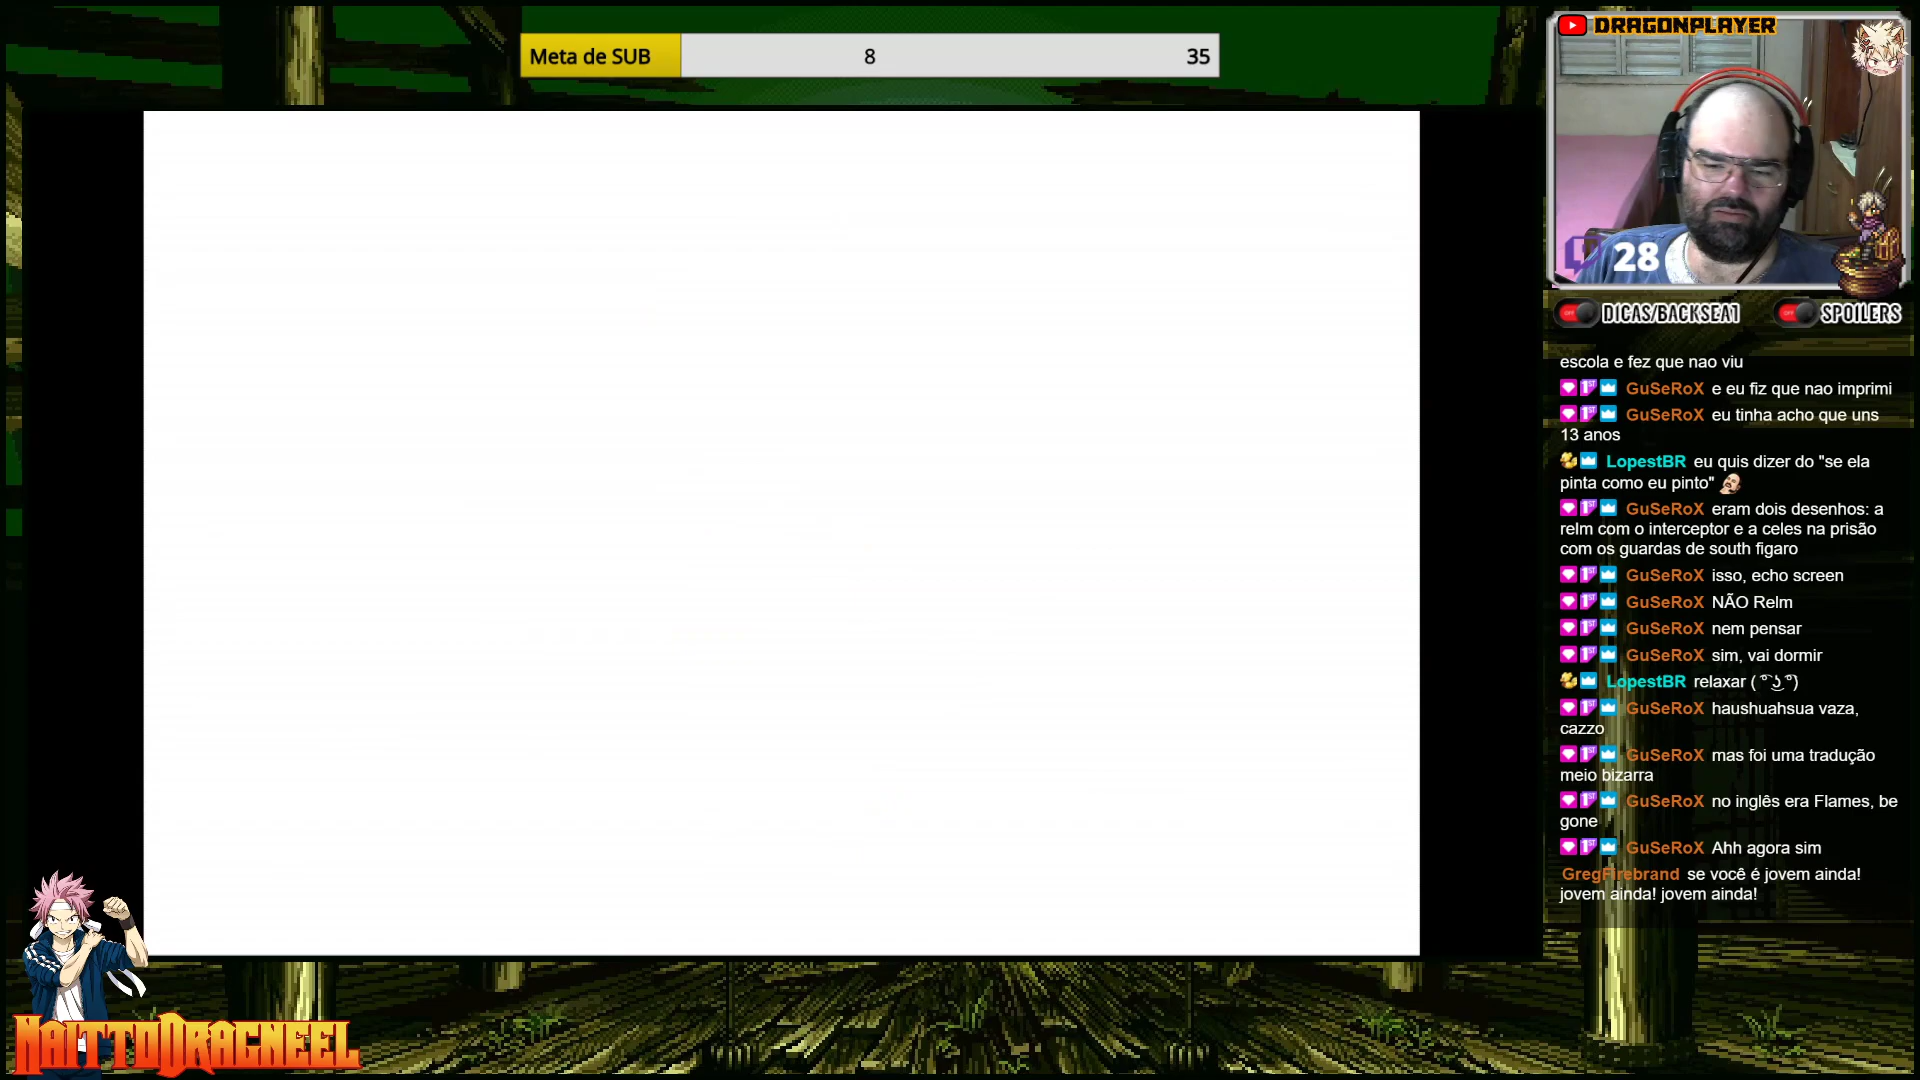 Meta de SUB 8 35
DRAGONPLAYER
28
DICAS/BACKSEAT SPOILERS
escola e fez que nao viu
GuSeRoX e eu fiz que nao imprimi
GuSeRoX eu tinha acho que uns
13 anos
LopestBR eu quis dizer do "se ela
pinta como eu pinto"
GuSeRoX eram dois desenhos: a
relm com o interceptor e a celes na prisão
com os guardas de south figaro
GuSeRoX isso, echo screen
GuSeRoX NÃO Relm
GuSeRoX nem pensar
GuSeRoX sim, vai dormir
LopestBR relaxar ( ͡° ͜ʖ ͡°)
GuSeRoX haushuahsua vaza,
cazzo
GuSeRoX mas foi uma tradução
meio bizarra
GuSeRoX no inglês era Flames, be
gone
GuSeRoX Ahh agora sim
GregFirebrand se você é jovem ainda!
jovem ainda! jovem ainda!
NAITTODRAGNEEL